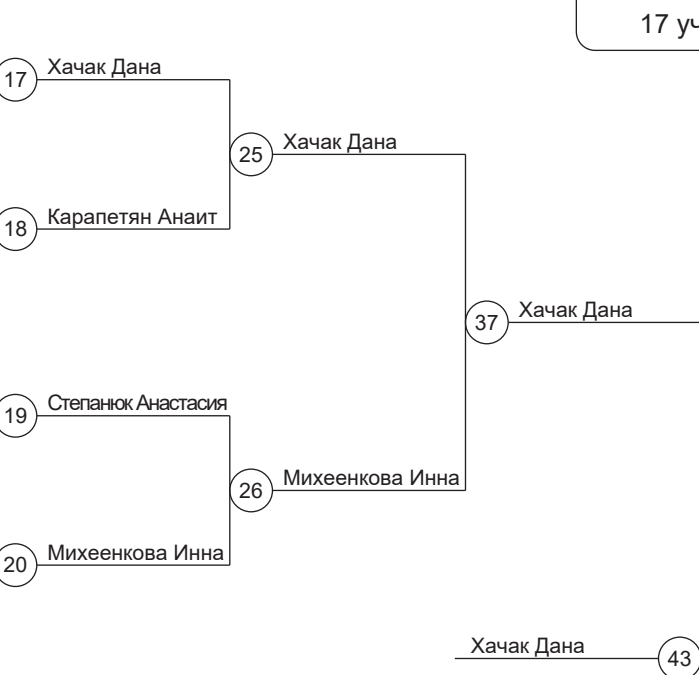 17 уч
17 Хачак Дана
25 Хачак Дана
18 Карапетян Анаит
37 Хачак Дана
19 Степанюк Анастасия
26 Михеенкова Инна
20 Михеенкова Инна
Хачак Дана 43